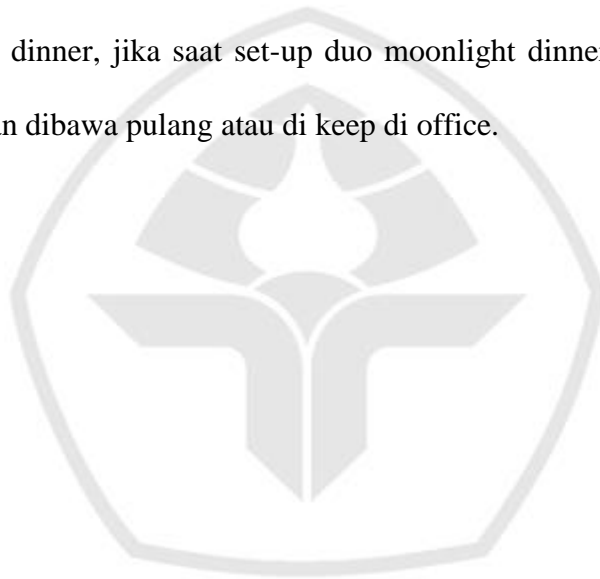 dinner, jika saat set-up duo moonlight dinner
dibawa pulang atau di keep di office.